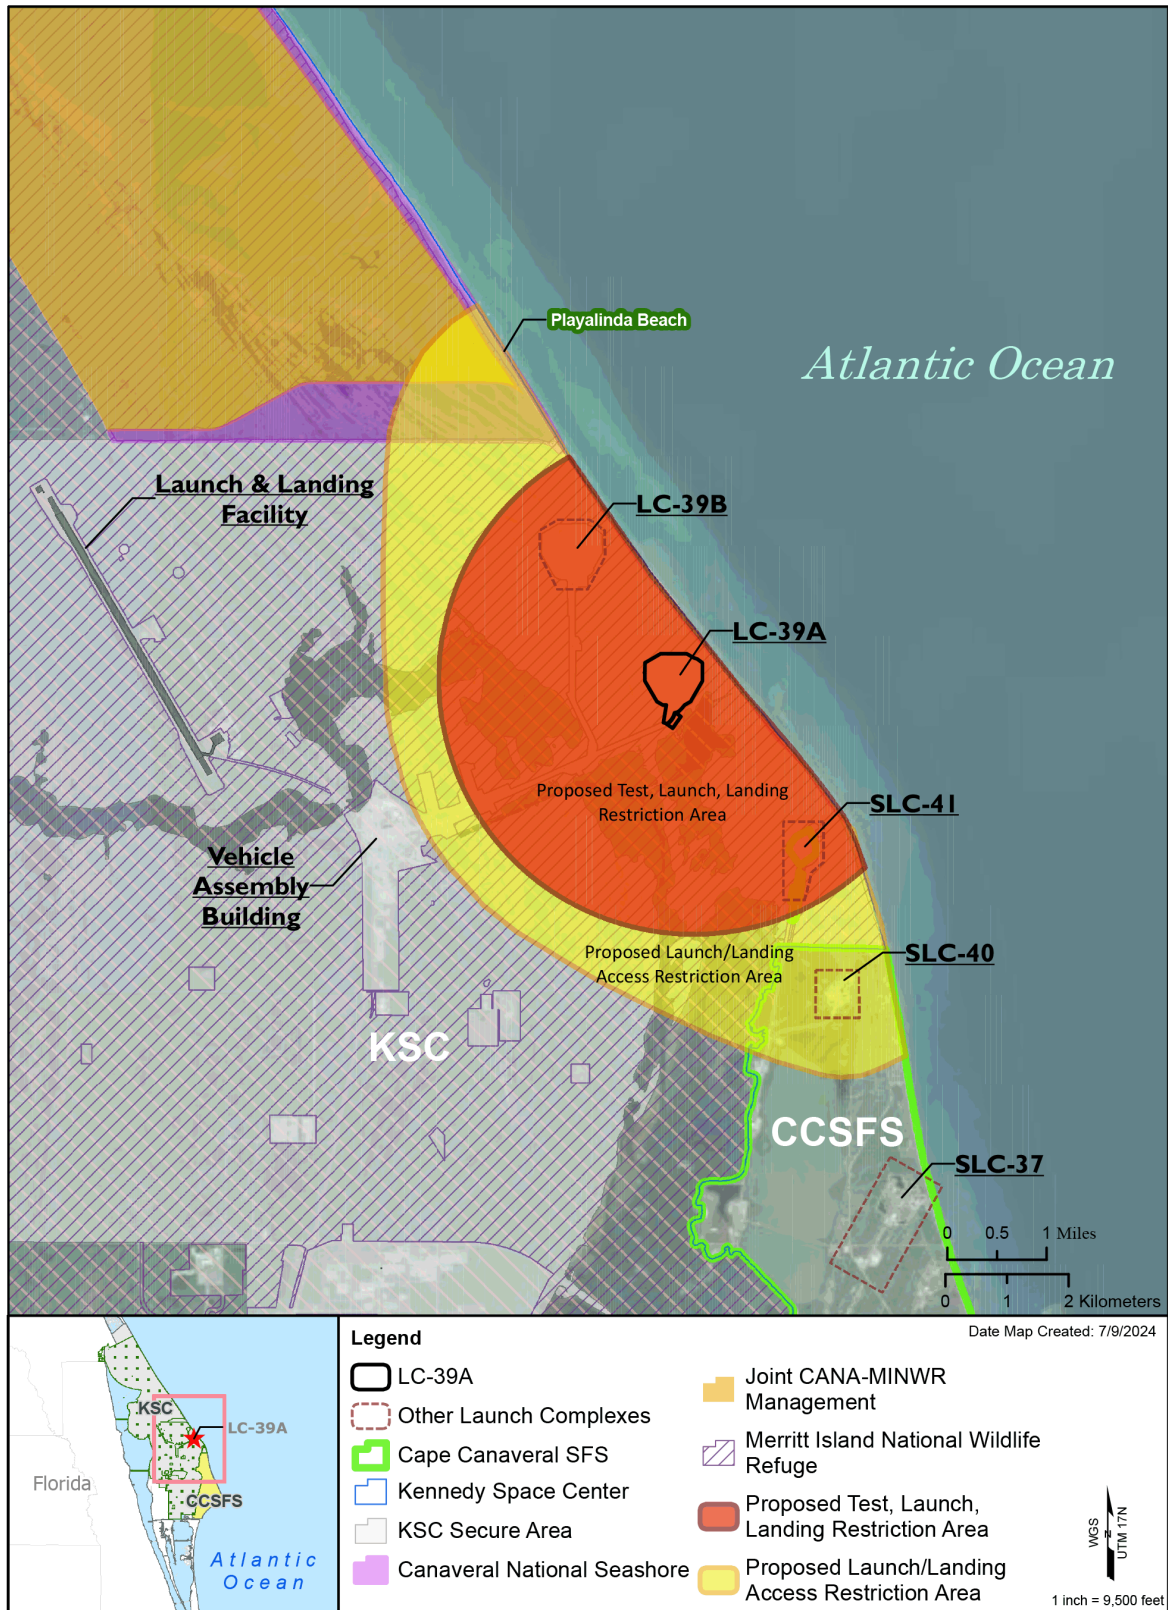 Playalinda Beach
Atlantic Ocean
Launch & Landing
Facility
LC-39B
LC-39A
Proposed Test, Launch, Landing
Restriction Area
SLC-41
Vehicle
Assembly
Building
Proposed Launch/Landing
Access Restriction Area
SLC-40
KSC
CCSFS
SLC-37
0 0.5 1 Miles
0 1 2 Kilometers
Date Map Created: 7/9/2024
KSC
LC-39A
Florida
CCSFS
Atlantic
Ocean
Legend
LC-39A
Other Launch Complexes
Cape Canaveral SFS
Kennedy Space Center
KSC Secure Area
Canaveral National Seashore
Joint CANA-MINWR
Management
Merritt Island National Wildlife
Refuge
Proposed Test, Launch,
Landing Restriction Area
Proposed Launch/Landing
Access Restriction Area
WGS
N
UTM 17N
1 inch = 9,500 feet